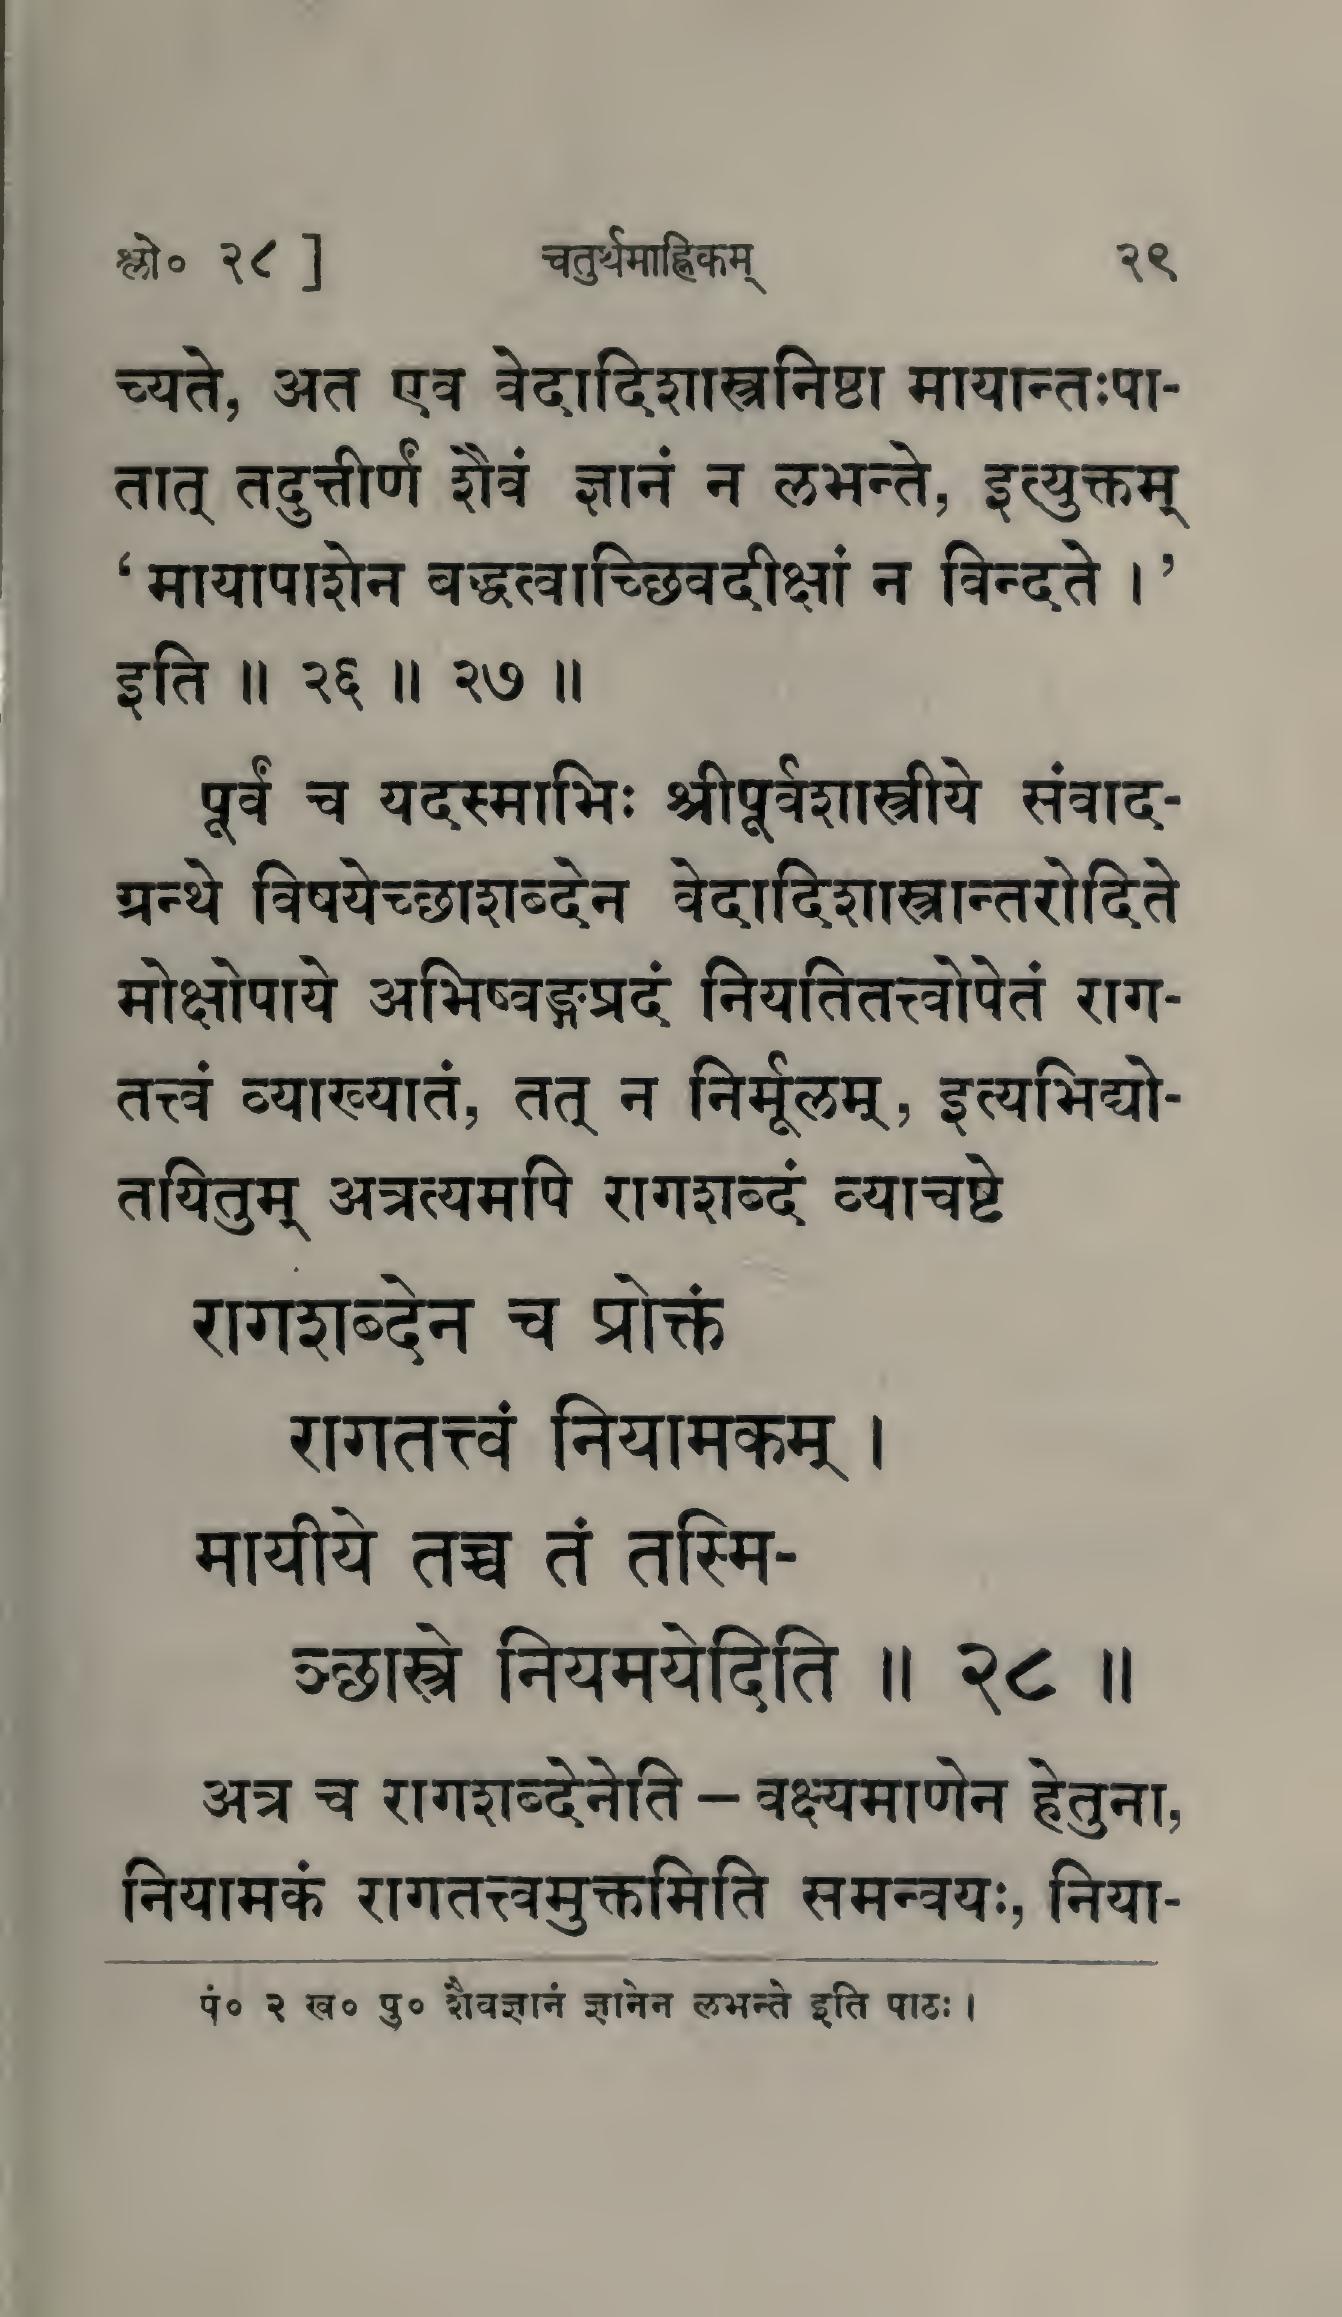 श्लो० २८ ] चतुर्थमाह्निकम् २९
च्यते, अत एव वेदादिशास्त्रनिष्ठा मायान्तःपा-
तात् तदुत्तीर्णं शैवं ज्ञानं न लभन्ते, इत्युक्तम्
‘ मायापाशेन बद्धत्वाच्छिवदीक्षां न विन्दते । ’
इति ॥ २६ ॥ २७ ॥
पूर्वं च यदस्माभिः श्रीपूर्वशास्त्रीये संवाद-
ग्रन्थे विषयेच्छाशब्देन वेदादिशास्त्रान्तरोदिते
मोक्षोपाये अभिष्वङ्गप्रदं नियतितत्त्वोपेतं राग-
तत्त्वं व्याख्यातं, तत् न निर्मूलम्, इत्यभिद्यो-
तयितुम् अत्रत्यमपि रागशब्दं व्याचष्टे
रागशब्देन च प्रोक्तं
रागतत्त्वं नियामकम् ।
मायीये तच्च तं तस्मि-
ञ्छास्त्रे नियमयेदिति ॥ २८ ॥
अत्र च रागशब्देनेति – वक्ष्यमाणेन हेतुना,
नियामकं रागतत्त्वमुक्तमिति समन्वयः, निया-
पं० २ ख० पु० शैवज्ञानं ज्ञानेन लभन्ते इति पाठः ।